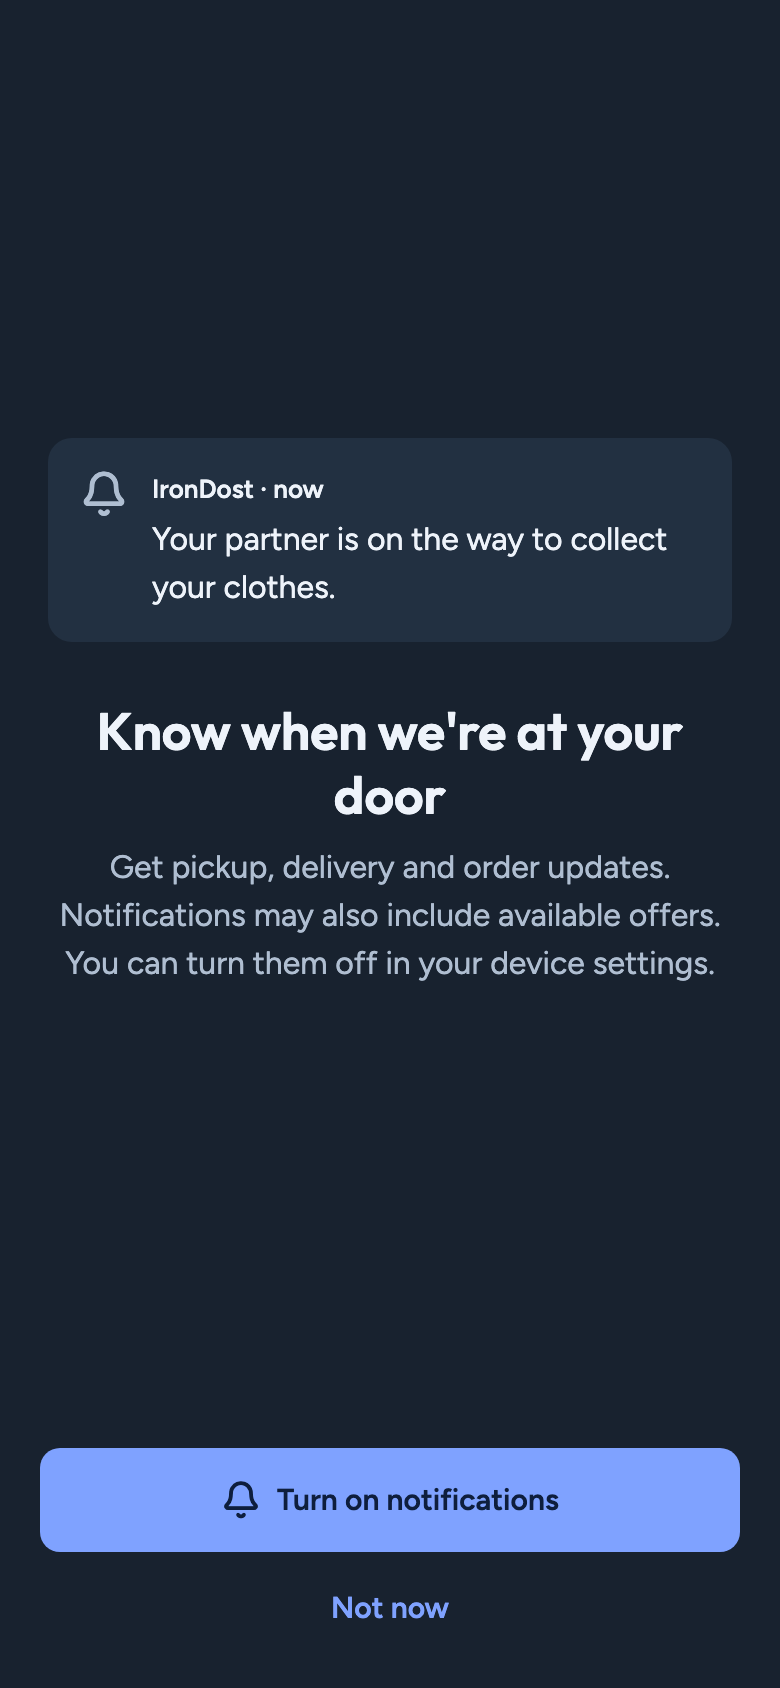 IronDost · now
Your partner is on the way to collect
your clothes.
Know when we're at your
door
Get pickup, delivery and order updates.
Notifications may also include available offers.
You can turn them off in your device settings.
Turn on notifications
Not now